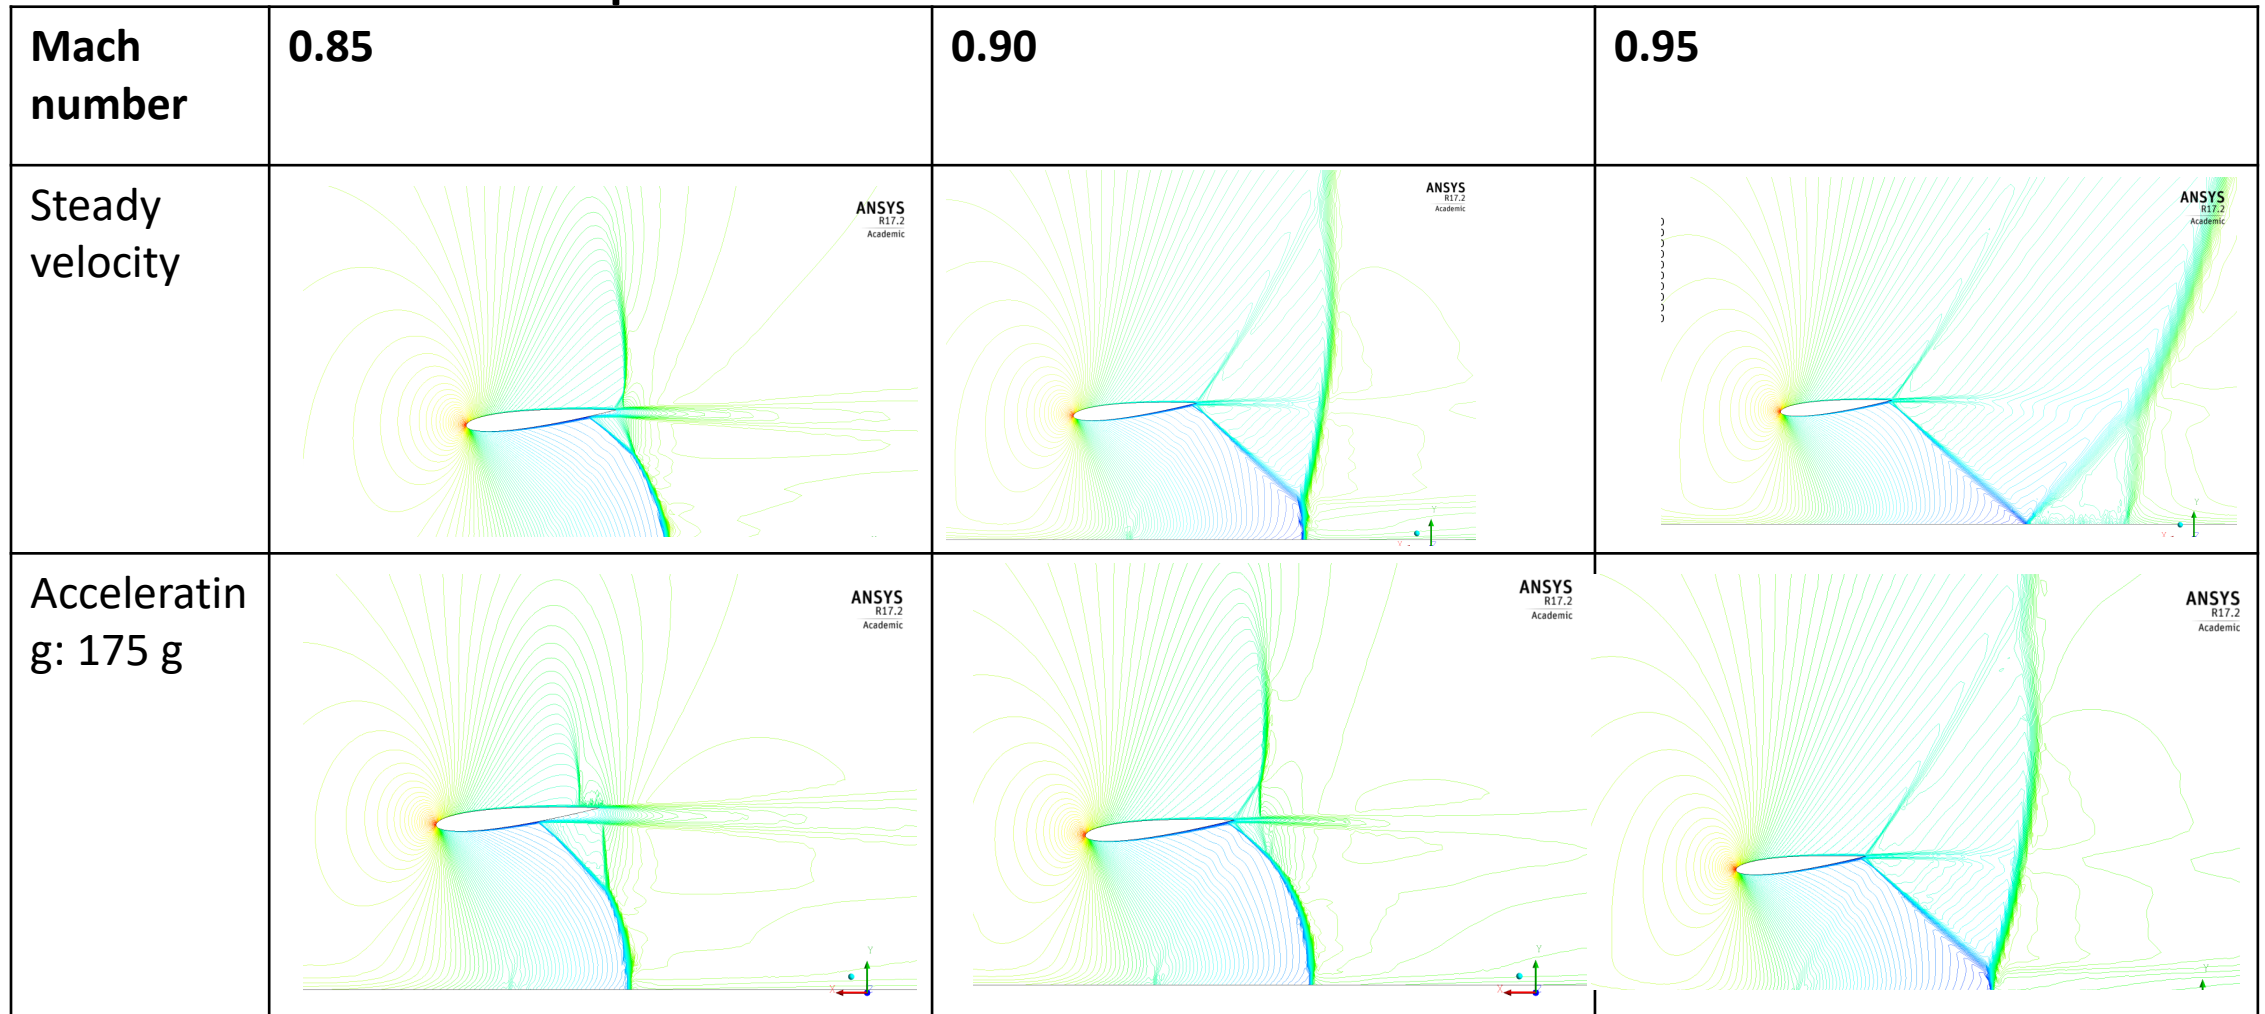 Mach
number
0.85
0.90
0.95
Steady
velocity
ANSYS
R17.2
Academic
ANSYS
R17.2
Academic
ANSYS
R17.2
Academic
Y
Y
Acceleratin
g: 175 g
ANSYS
R17.2
Academic
ANSYS
R17.2
Academic
ANSYS
R17.2
Academic
Y
X
Y
X
Y